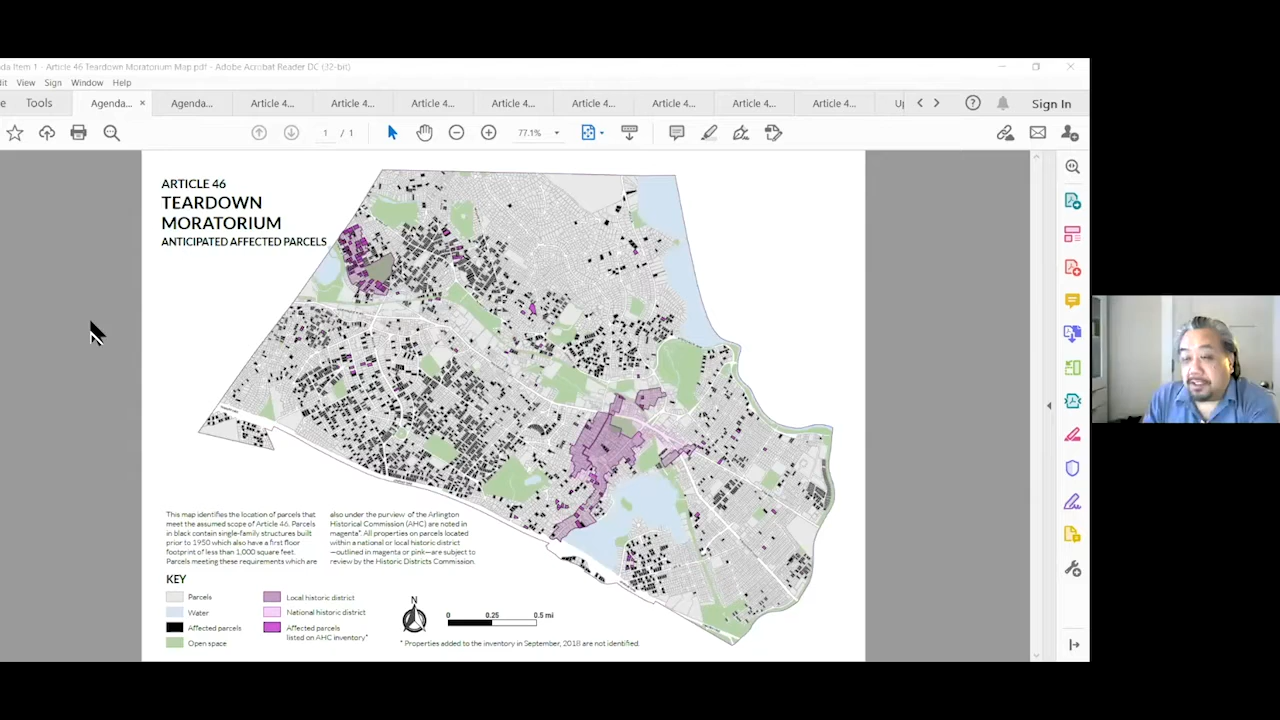 da Item 1 - Article 46 Teardown Moratorium Map.pdf - Adobe Acrobat Reader DC (32-bit)
dit View Sign Window Help
e Tools Agenda... × Agenda... Article 4... Article 4... Article 4... Article 4... Article 4... Article 4... Article 4... Article 4... Sign In
1 / 1 77.1%
ARTICLE 46
TEARDOWN
MORATORIUM
ANTICIPATED AFFECTED PARCELS
This map identifies the location of parcels that
meet the assumed scope of Article 46. Parcels
in black contain single-family structures built
prior to 1950 which also have a first floor
footprint of less than 1,000 square feet.
Parcels meeting these requirements which are
also under the purview of the Arlington
Historical Commission (AHC) are noted in
magenta*. All properties on parcels located
within a national or local historic district
—outlined in magenta or pink—are subject to
review by the Historic Districts Commission.
KEY
Parcels
Water
Affected parcels
Open space
Local historic district
National historic district
Affected parcels
listed on AHC inventory*
N
0 0.25 0.5 mi
* Properties added to the inventory in September, 2018 are not identified.